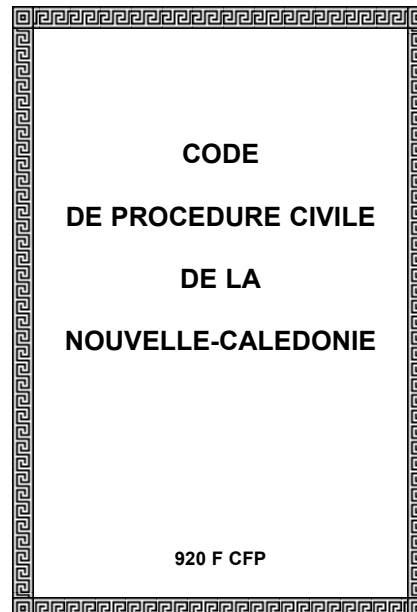 CODE
DE PROCEDURE CIVILE
DE LA
NOUVELLE-CALEDONIE
920 F CFP